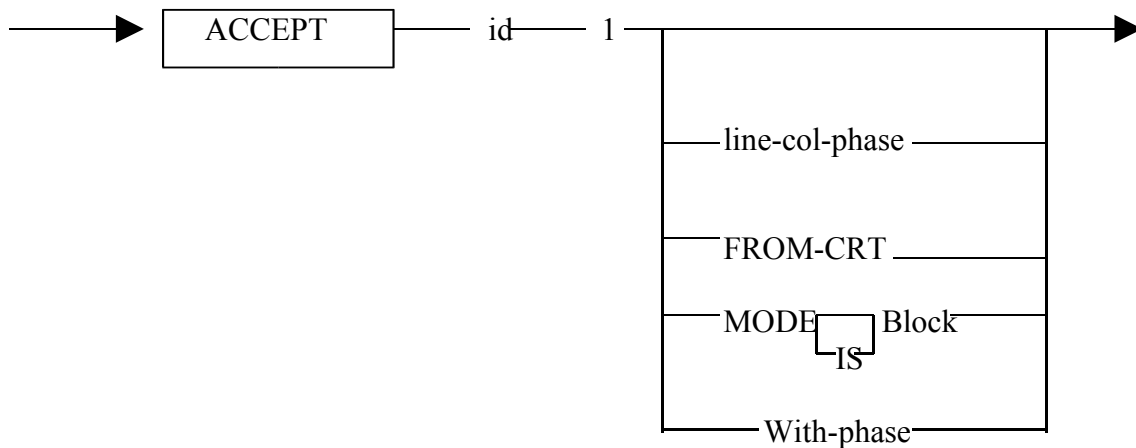 ACCEPT id 1
line-col-phase
FROM-CRT
MODE Block
IS
With-phase